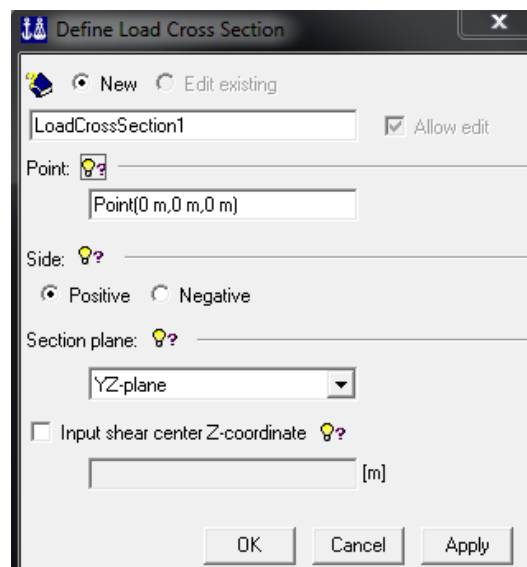 Define Load Cross Section
New Edit existing
LoadCrossSection1 Allow edit
Point: ?
Point(0 m,0 m,0 m)
Side: ?
Positive Negative
Section plane: ?
YZ-plane
Input shear center Z-coordinate ?
[m]
OK Cancel Apply